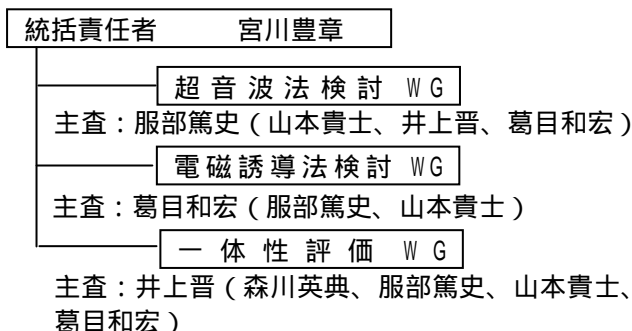 統括責任者 宮川豊章
超音波法検討 WG
主査：服部篤史（山本貴士、井上晋、葛目和宏）
電磁誘導法検討 WG
主査：葛目和宏（服部篤史、山本貴士）
一体性評価 WG
主査：井上晋（森川英典、服部篤史、山本貴士、
葛目和宏）